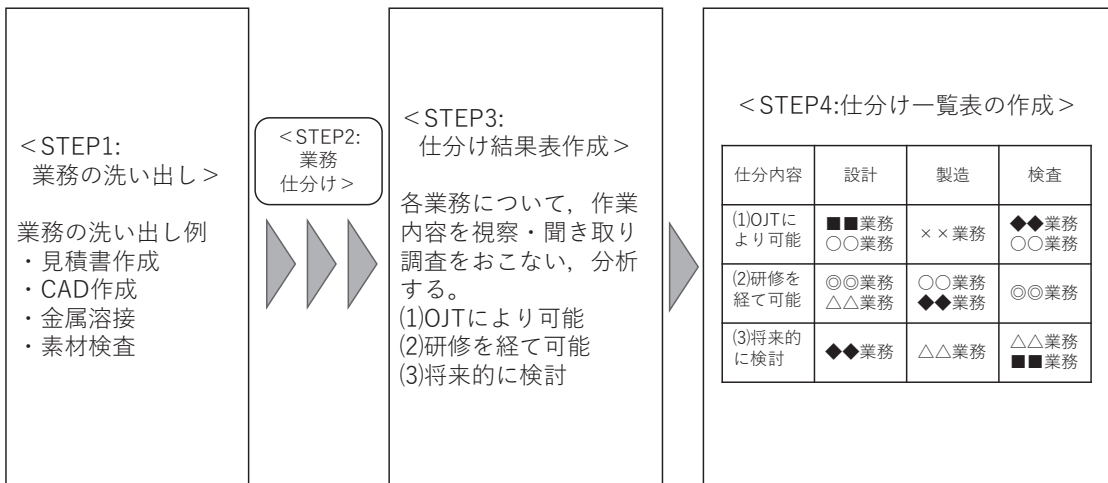 ＜STEP1:
業務の洗い出し＞
業務の洗い出し例
・見積書作成
・CAD作成
・金属溶接
・素材検査
＜STEP2:
業務
仕分け＞
＜STEP3:
仕分け結果表作成＞
各業務について，作業
内容を視察・聞き取り
調査をおこない，分析
する。
⑴OJTにより可能
⑵研修を経て可能
⑶将来的に検討
＜STEP4:仕分け一覧表の作成＞
仕分内容 設計 製造 検査
⑴OJTに
より可能
■■業務
○○業務
××業務
◆◆業務
○○業務
⑵研修を
経て可能
◎◎業務
△△業務
○○業務
◆◆業務
◎◎業務
⑶将来的
に検討
◆◆業務
△△業務
△△業務
■■業務